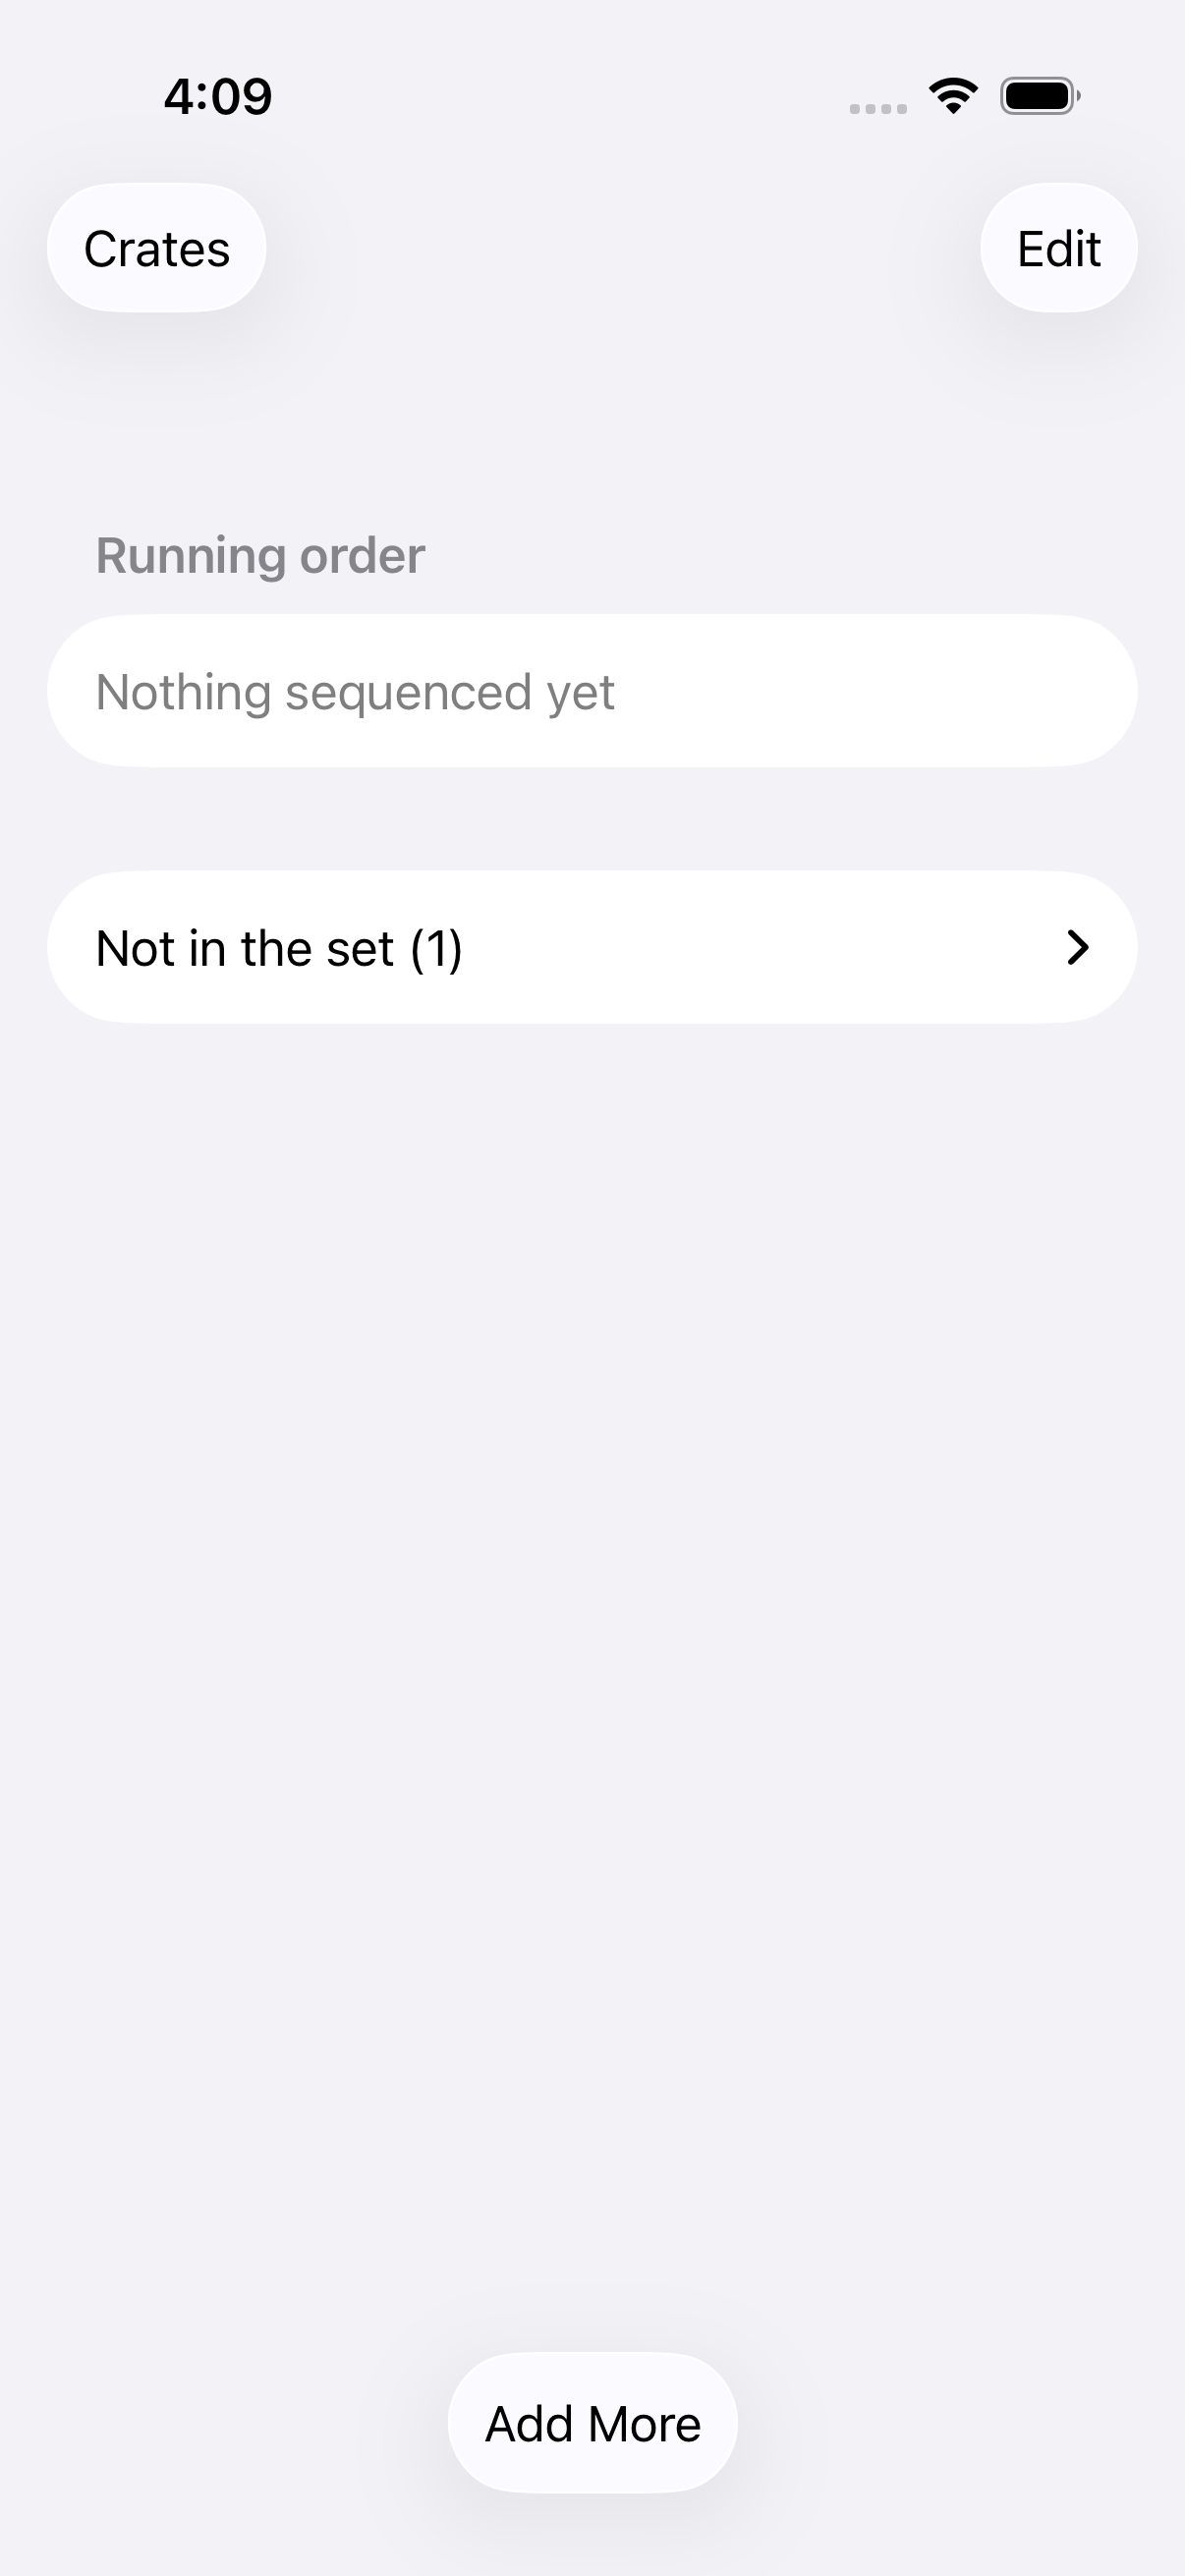 4:09
Crates
Edit
Running order
Nothing sequenced yet
Not in the set (1)
Add More